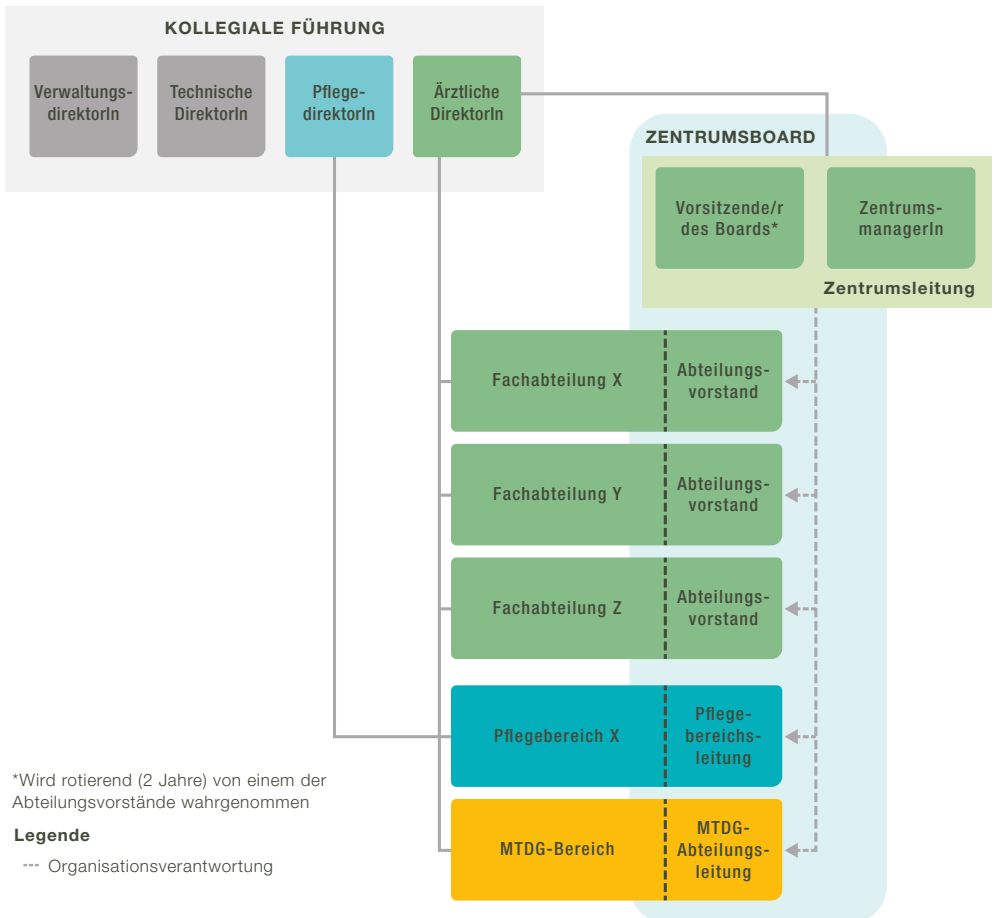 KOLLEGIALE FÜHRUNG
Verwaltungs-
direktorIn
Technische
DirektorIn
Pflege-
direktorIn
Ärztliche
DirektorIn
ZENTRUMSBOARD
Vorsitzende/r
des Boards*
Zentrums-
managerIn
Zentrumsleitung
Fachabteilung X
Abteilungs-
vorstand
Fachabteilung Y
Abteilungs-
vorstand
Fachabteilung Z
Abteilungs-
vorstand
Pflegebereich X
Pflege-
bereichs-
leitung
MTDG-Bereich
MTDG-
Abteilungs-
leitung
*Wird rotierend (2 Jahre) von einem der
Abteilungsvorstände wahrgenommen
Legende
Organisationsverantwortung